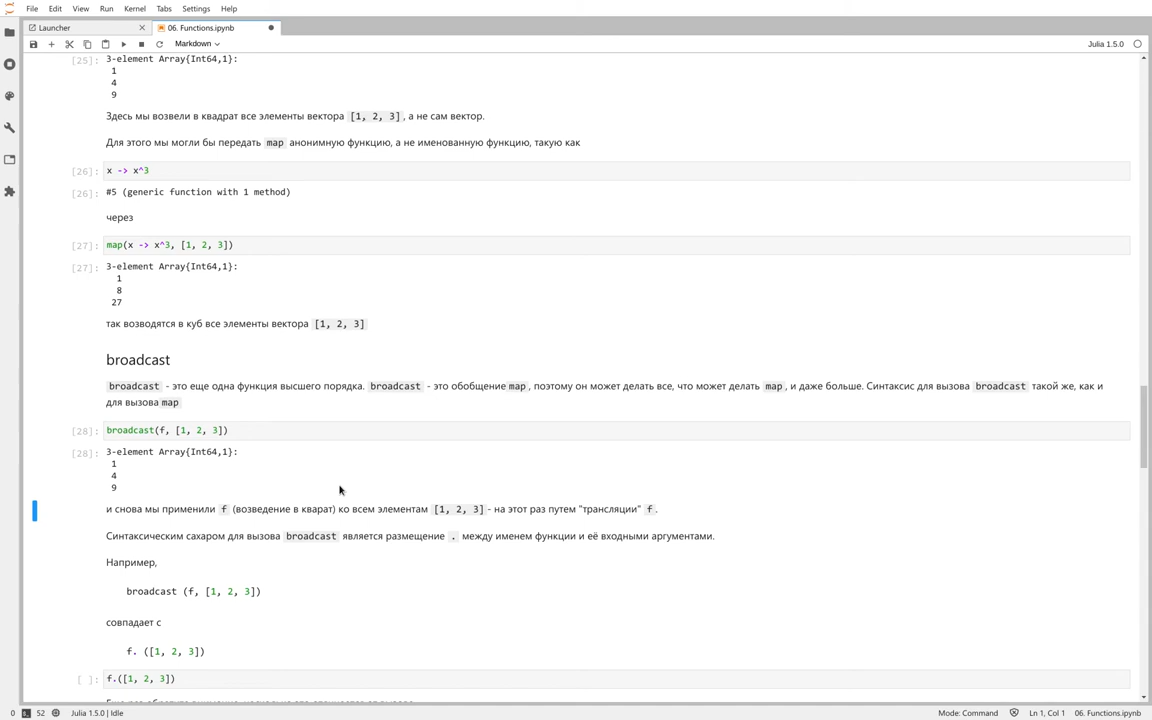 File Edit View Run Kernel Tabs Settings Help
Launcher
06. Functions.ipynb
Markdown
Julia 1.5.0
[25]: 3-element Array{Int64,1}:
1
4
9
Здесь мы возвели в квадрат все элементы вектора [1, 2, 3], а не сам вектор.
Для этого мы могли бы передать map анонимную функцию, а не именованную функцию, такую как
[26]: x -> x^3
[26]: #5 (generic function with 1 method)
через
[27]: map(x -> x^3, [1, 2, 3])
[27]: 3-element Array{Int64,1}:
1
8
27
так возводятся в куб все элементы вектора [1, 2, 3]
broadcast
broadcast - это еще одна функция высшего порядка. broadcast - это обобщение map, поэтому он может делать все, что может делать map, и даже больше. Синтаксис для вызова broadcast такой же, как и
для вызова map
[28]: broadcast(f, [1, 2, 3])
[28]: 3-element Array{Int64,1}:
1
4
9
и снова мы применили f (возведение в кварат) ко всем элементам [1, 2, 3] - на этот раз путем "трансляции" f.
Синтаксическим сахаром для вызова broadcast является размещение . между именем функции и её входными аргументами.
Например,
broadcast (f, [1, 2, 3])
совпадает с
f. ([1, 2, 3])
[ ]: f.([1, 2, 3])
0 52 Julia 1.5.0 | Idle
Mode: Command Ln 1, Col 1 06. Functions.ipynb